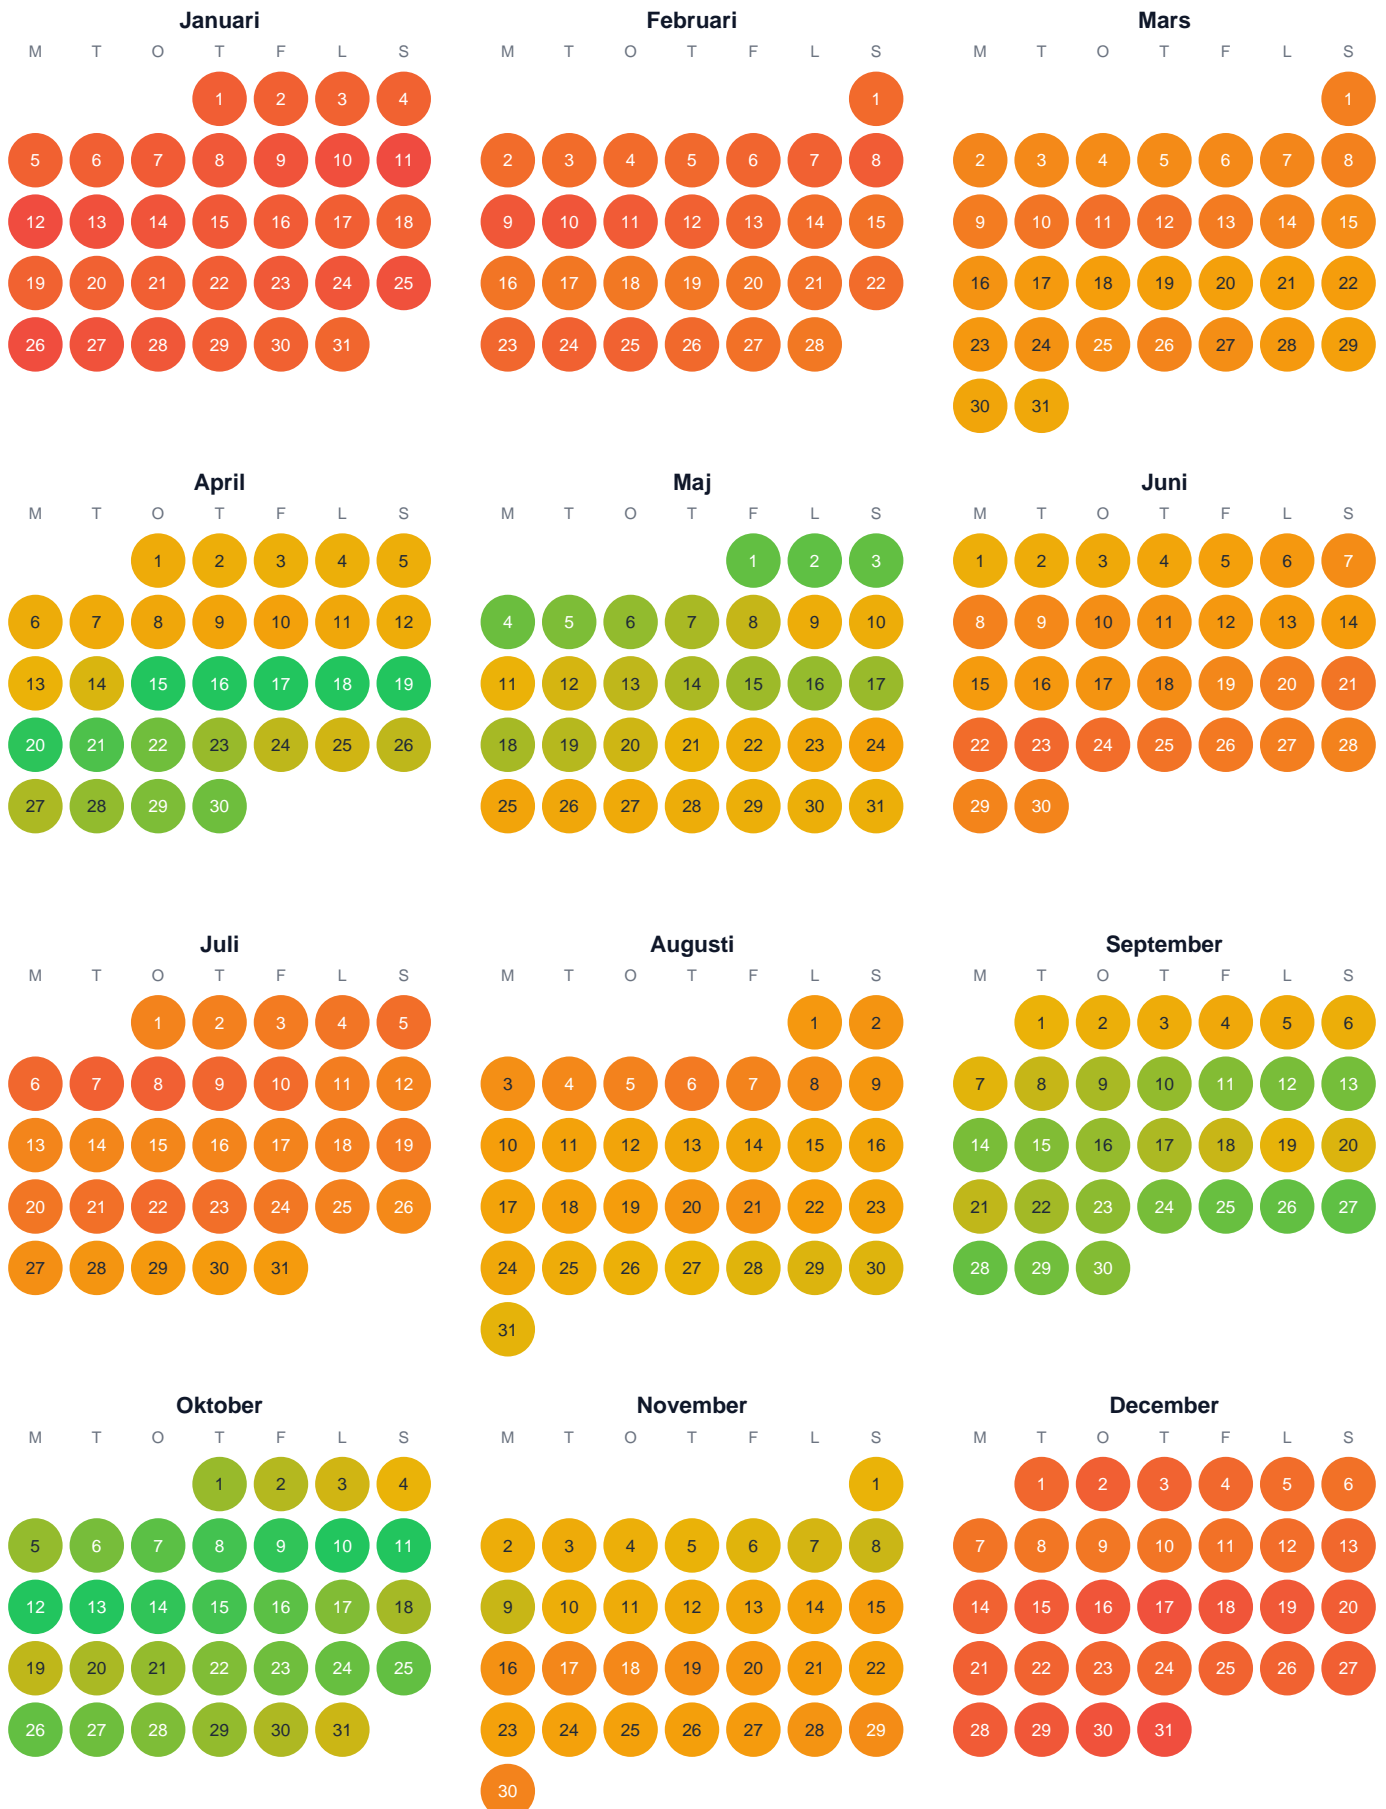 Januari Februari Mars
M T O T F L S M T O T F L S M T O T F L S
1 2 3 4 1 1
5 6 7 8 9 10 11 2 3 4 5 6 7 8 2 3 4 5 6 7 8
12 13 14 15 16 17 18 9 10 11 12 13 14 15 9 10 11 12 13 14 15
19 20 21 22 23 24 25 16 17 18 19 20 21 22 16 17 18 19 20 21 22
26 27 28 29 30 31 23 24 25 26 27 28 23 24 25 26 27 28 29
30 31
April Maj Juni
M T O T F L S M T O T F L S M T O T F L S
1 2 3 4 5 1 2 3 1 2 3 4 5 6 7
6 7 8 9 10 11 12 4 5 6 7 8 9 10 8 9 10 11 12 13 14
13 14 15 16 17 18 19 11 12 13 14 15 16 17 15 16 17 18 19 20 21
20 21 22 23 24 25 26 18 19 20 21 22 23 24 22 23 24 25 26 27 28
27 28 29 30 25 26 27 28 29 30 31 29 30
Juli Augusti September
M T O T F L S M T O T F L S M T O T F L S
1 2 3 4 5 1 2 1 2 3 4 5 6
6 7 8 9 10 11 12 3 4 5 6 7 8 9 7 8 9 10 11 12 13
13 14 15 16 17 18 19 10 11 12 13 14 15 16 14 15 16 17 18 19 20
20 21 22 23 24 25 26 17 18 19 20 21 22 23 21 22 23 24 25 26 27
27 28 29 30 31 24 25 26 27 28 29 30 28 29 30
31
Oktober November December
M T O T F L S M T O T F L S M T O T F L S
1 2 3 4 1 1 2 3 4 5 6
5 6 7 8 9 10 11 2 3 4 5 6 7 8 7 8 9 10 11 12 13
12 13 14 15 16 17 18 9 10 11 12 13 14 15 14 15 16 17 18 19 20
19 20 21 22 23 24 25 16 17 18 19 20 21 22 21 22 23 24 25 26 27
26 27 28 29 30 31 23 24 25 26 27 28 29 28 29 30 31
30